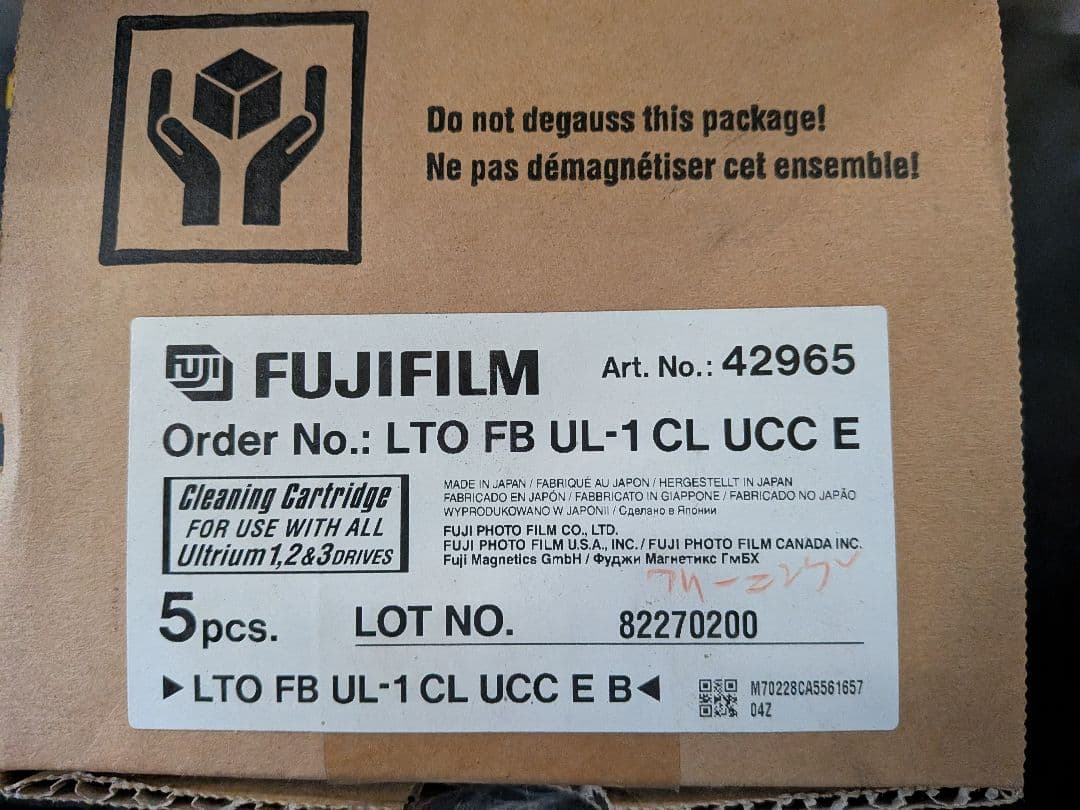 Do not degauss this package!
Ne pas démagnétiser cet ensemble!
FUJI FUJIFILM Art. No.: 42965
Order No.: LTO FB UL-1 CL UCC E
Cleaning Cartridge
FOR USE WITH ALL
Ultrium 1,2&3 DRIVES
MADE IN JAPAN / FABRIQUÉ AU JAPON / HERGESTELLT IN JAPAN
FABRICADO EN JAPÓN / FABBRICATO IN GIAPPONE / FABRICADO NO JAPÃO
WYPRODUKOWANO W JAPONII / Сделано в Японии
FUJI PHOTO FILM CO., LTD.
FUJI PHOTO FILM U.S.A., INC. / FUJI PHOTO FILM CANADA INC.
Fuji Magnetics GmbH / Фуджи Магнетикс ГмБХ
5pcs. LOT NO. 82270200
▶LTO FB UL-1 CL UCC E B◀
M70228CA5561657
04Z